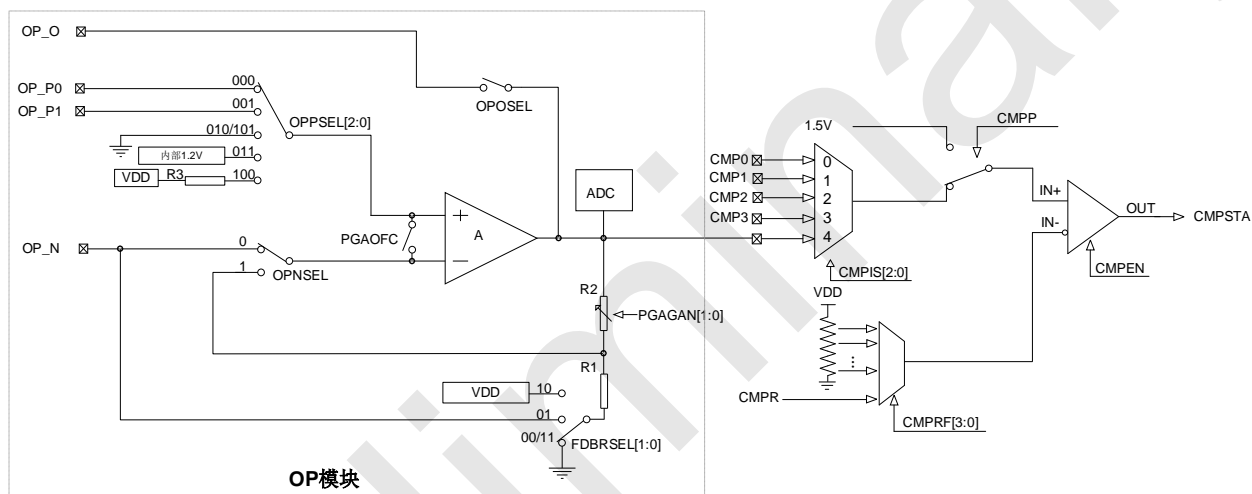 OP_O
OPOSEL
OP_P0
000
OP_P1
001
OPPSEL[2:0]
010/101
内部1.2V
011
VDD
R3
100
ADC
A
PGAOFC
OP_N
0
1
OPNSEL
R2
PGAGAN[1:0]
R1
VDD
10
01
00/11
FDBRSEL[1:0]
OP模块
1.5V
CMPP
CMP0
0
CMP1
1
CMP2
2
CMP3
3
4
CMPIS[2:0]
IN+
IN-
OUT
CMPSTA
CMPEN
VDD
...
CMPR
CMPRF[3:0]